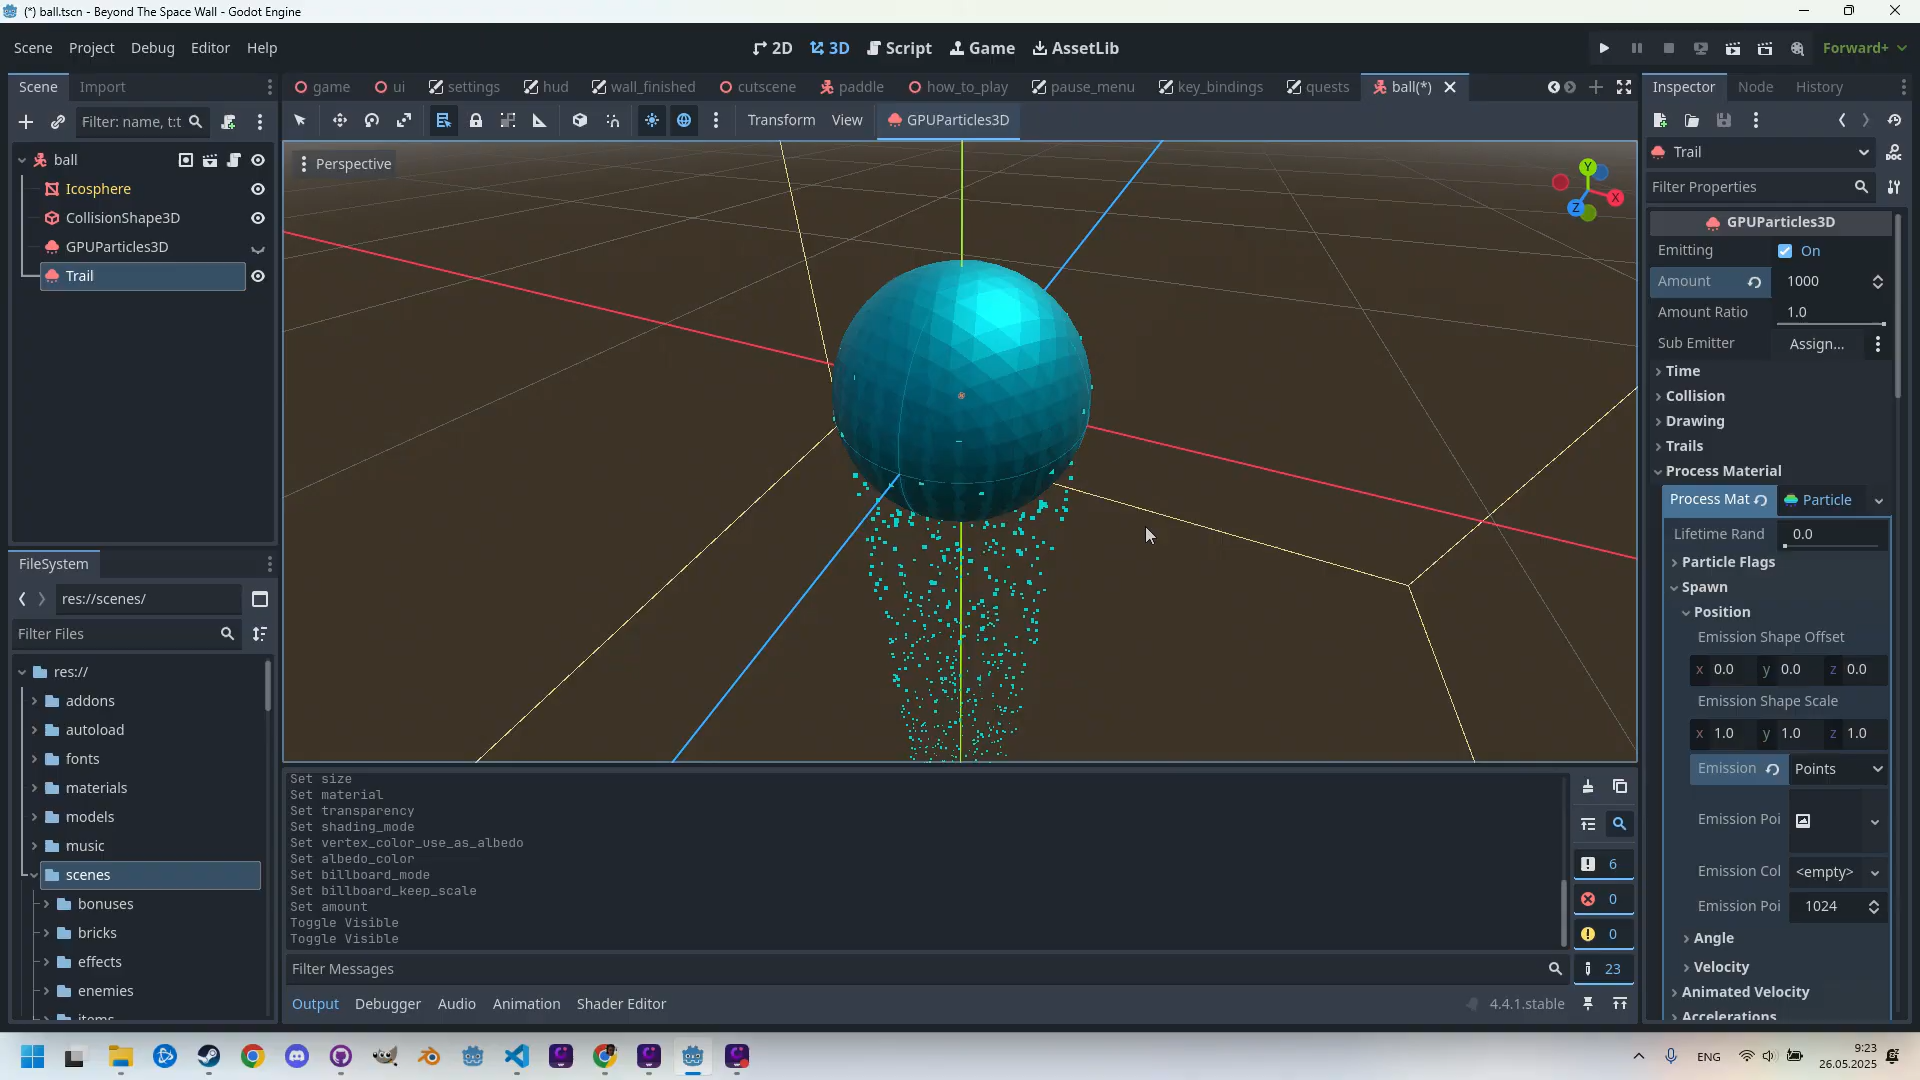 (*) ball.tscn - Beyond The Space Wall - Godot Engine
Scene Project Debug Editor Help
2D 3D Script Game AssetLib
Forward+
Scene Import
game ui settings hud wall_finished cutscene paddle how_to_play pause_menu key_bindings quests ball(*)
Inspector Node History
Filter: name, t:t
Transform View GPUParticles3D
ball
Icosphere
CollisionShape3D
GPUParticles3D
Trail
Perspective
Y
X
Z
Trail
Filter Properties
GPUParticles3D
Emitting On
Amount 1000
Amount Ratio 1.0
Sub Emitter Assign...
Time
Collision
Drawing
Trails
Process Material
Process Mat Particle
Lifetime Rand 0.0
Particle Flags
Spawn
Position
Emission Shape Offset
x 0.0 y 0.0 z 0.0
Emission Shape Scale
x 1.0 y 1.0 z 1.0
Emission Points
Emission Poi
Emission Col <empty>
Emission Poi 1024
Angle
Velocity
Animated Velocity
Accelerations
FileSystem
res://scenes/
Filter Files
res://
addons
autoload
fonts
materials
models
music
scenes
bonuses
bricks
effects
enemies
items
Set size
Set material
Set transparency
Set shading_mode
Set vertex_color_use_as_albedo
Set albedo_color
Set billboard_mode
Set billboard_keep_scale
Set amount
Toggle Visible
Toggle Visible
6
0
0
23
Filter Messages
Output Debugger Audio Animation Shader Editor
4.4.1.stable
ENG
9:23
26.05.2025